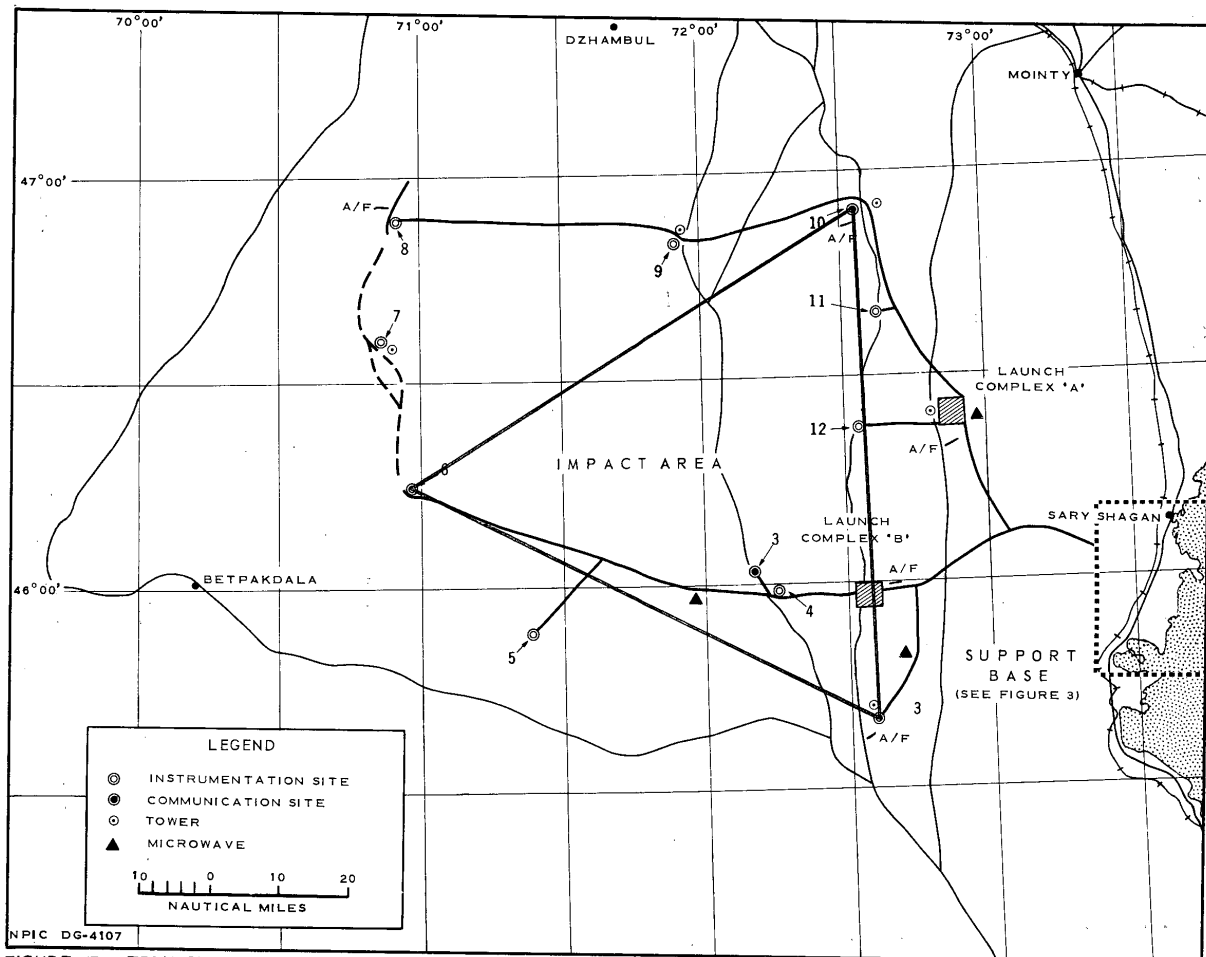 70°00'
71°00'
72°00'
73°00'
DZHAMBUL
MOINTY
47°00'
A/F
8
9
10
A/F
7
11
LAUNCH
COMPLEX 'A'
12
A/F
6
IMPACT AREA
SARY SHAGAN
LAUNCH
COMPLEX 'B'
3
A/F
BETPAKDALA
46°00'
4
5
SUPPORT
BASE
(SEE FIGURE 3)
3
A/F
LEGEND
INSTRUMENTATION SITE
COMMUNICATION SITE
TOWER
MICROWAVE
10 0 10 20
NAUTICAL MILES
NPIC DG-4107